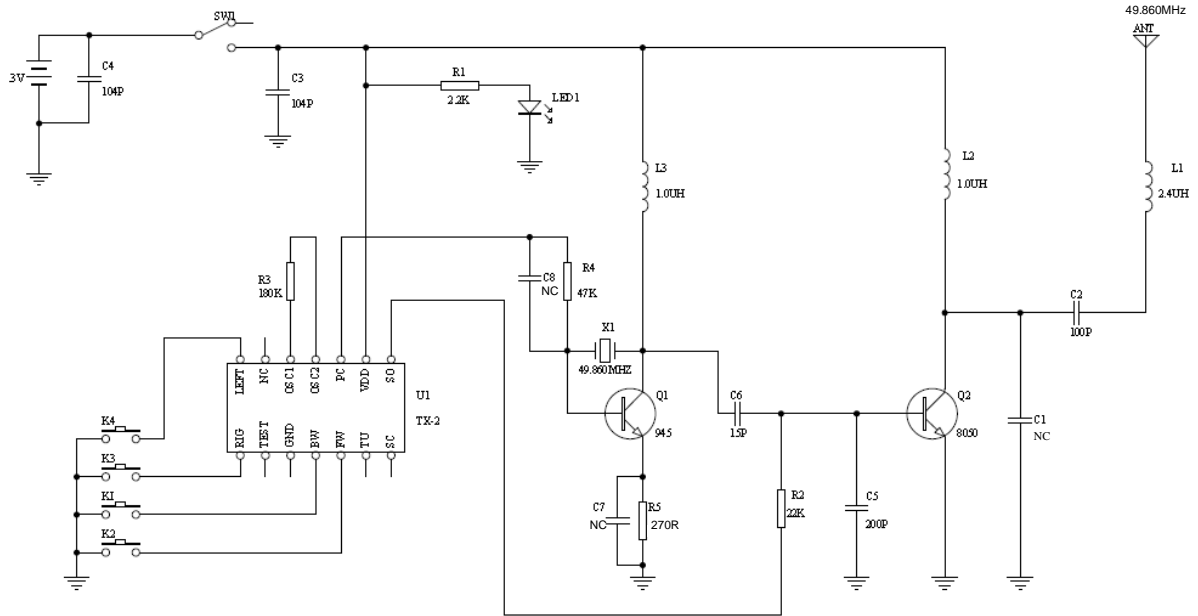 49.860MHz
ANT
SW1
3V
C4
104P
C3
104P
R1
2.2K
LED1
L3
1.0UH
L2
1.0UH
L1
2.4UH
R3
180K
C8
NC
R4
47K
X1
49.860MHZ
C2
100P
LEFT
NC
OSC1
OSC2
PC
VDD
SO
U1
TX-2
RIG
TEST
GND
BW
FW
TU
SC
K4
K3
K1
K2
Q1
945
C6
15P
Q2
8050
C1
NC
C7
NC
R5
270R
R2
22K
C5
200P